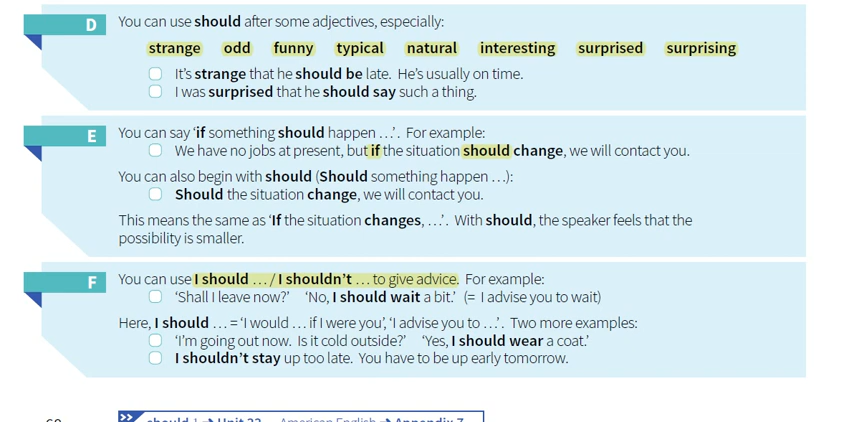 D
You can use should after some adjectives, especially:
strange odd funny typical natural interesting surprised surprising
It's strange that he should be late. He's usually on time.
I was surprised that he should say such a thing.
E
You can say 'if something should happen …'. For example:
We have no jobs at present, but if the situation should change, we will contact you.
You can also begin with should (Should something happen …):
Should the situation change, we will contact you.
This means the same as 'If the situation changes, …'. With should, the speaker feels that the
possibility is smaller.
F
You can use I should … / I shouldn't … to give advice. For example:
'Shall I leave now?' 'No, I should wait a bit.' (= I advise you to wait)
Here, I should … = 'I would … if I were you', 'I advise you to …'. Two more examples:
'I'm going out now. Is it cold outside?' 'Yes, I should wear a coat.'
I shouldn't stay up too late. You have to be up early tomorrow.